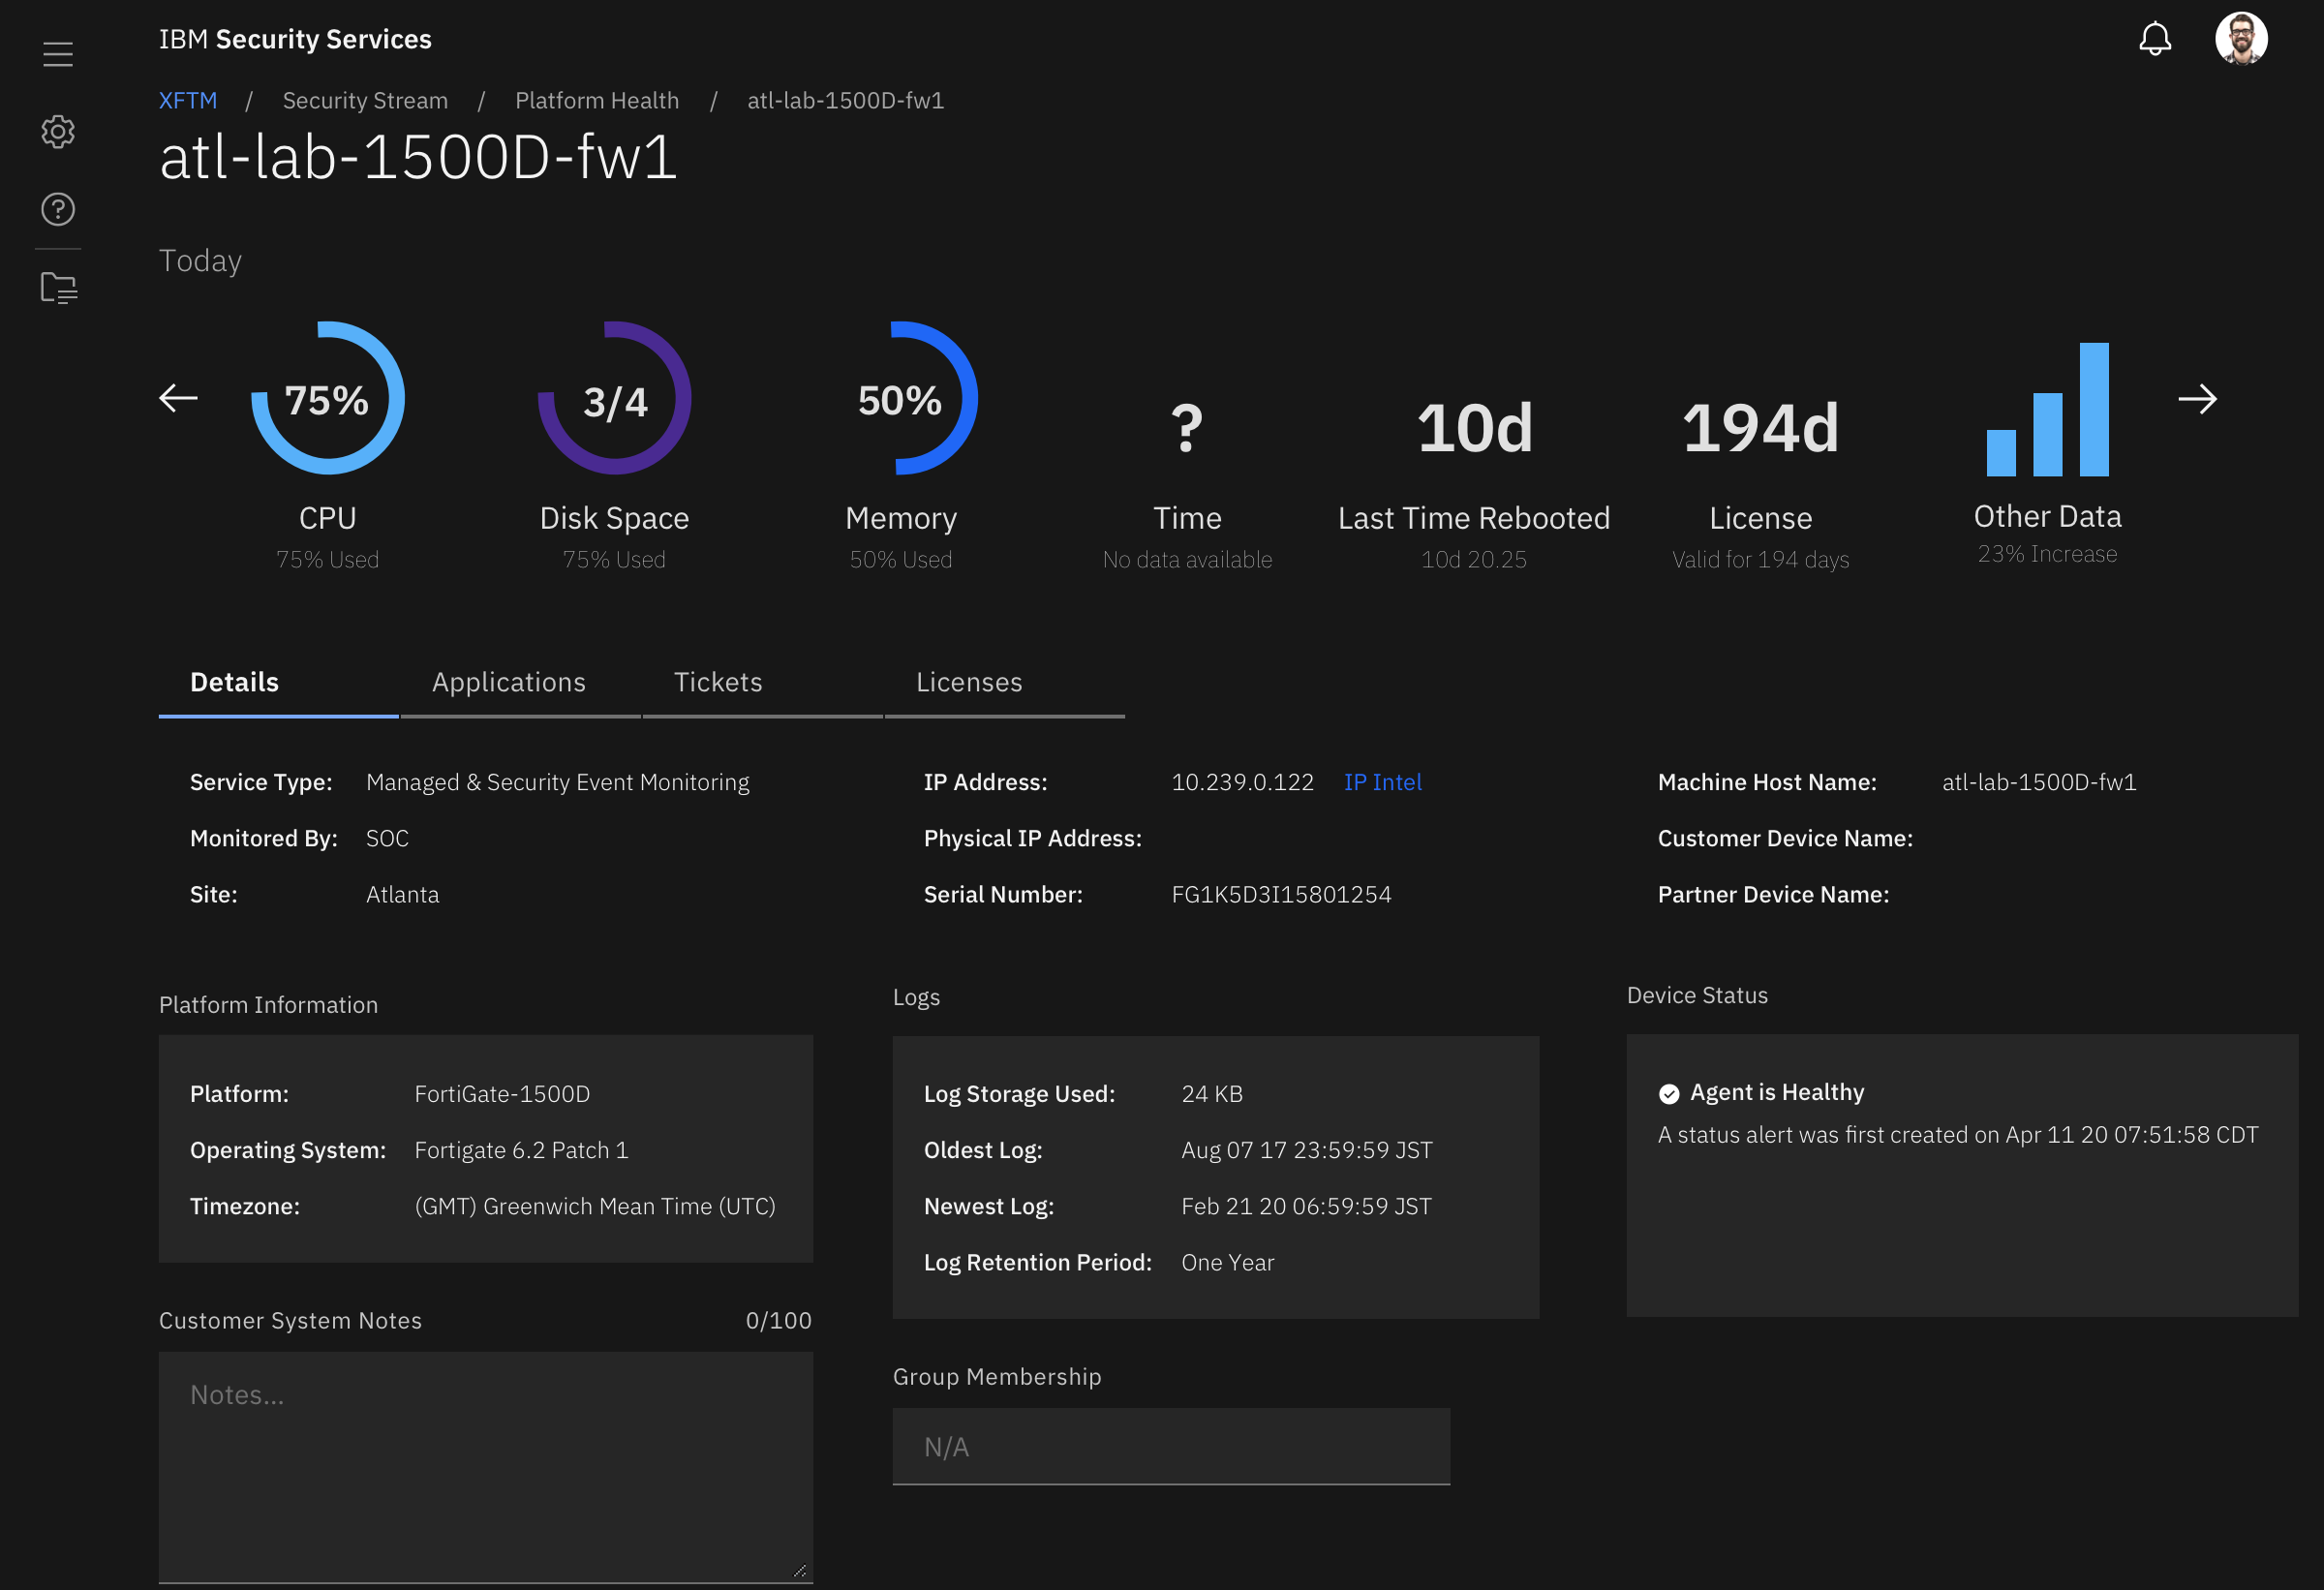 IBM Security Services
XFTM / Security Stream / Platform Health / atl-lab-1500D-fw1
atl-lab-1500D-fw1
Today
75%
CPU
75% Used
3/4
Disk Space
75% Used
50%
Memory
50% Used
?
Time
No data available
10d
Last Time Rebooted
10d 20.25
194d
License
Valid for 194 days
Other Data
23% Increase
Details
Applications
Tickets
Licenses
Service Type: Managed & Security Event Monitoring
Monitored By: SOC
Site: Atlanta
IP Address: 10.239.0.122 IP Intel
Physical IP Address:
Serial Number: FG1K5D3I15801254
Machine Host Name: atl-lab-1500D-fw1
Customer Device Name:
Partner Device Name:
Platform Information
Platform: FortiGate-1500D
Operating System: Fortigate 6.2 Patch 1
Timezone: (GMT) Greenwich Mean Time (UTC)
Customer System Notes 0/100
Notes...
Logs
Log Storage Used: 24 KB
Oldest Log: Aug 07 17 23:59:59 JST
Newest Log: Feb 21 20 06:59:59 JST
Log Retention Period: One Year
Group Membership
N/A
Device Status
Agent is Healthy
A status alert was first created on Apr 11 20 07:51:58 CDT